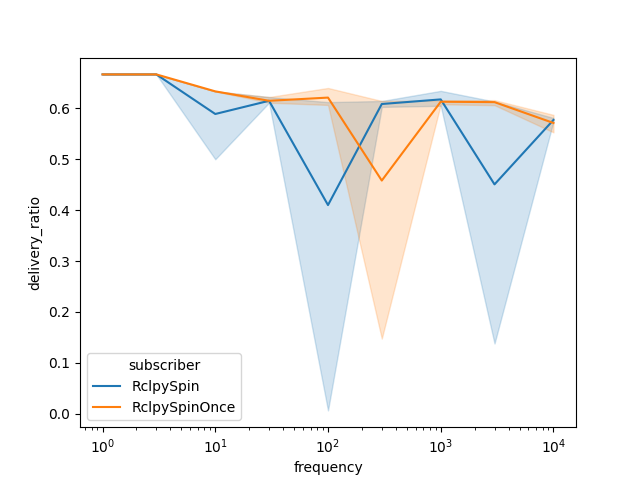 0.6
0.5
0.4
0.3
0.2
0.1
0.0
delivery_ratio
subscriber
RclpySpin
RclpySpinOnce
10⁰
10¹
10²
10³
10⁴
frequency